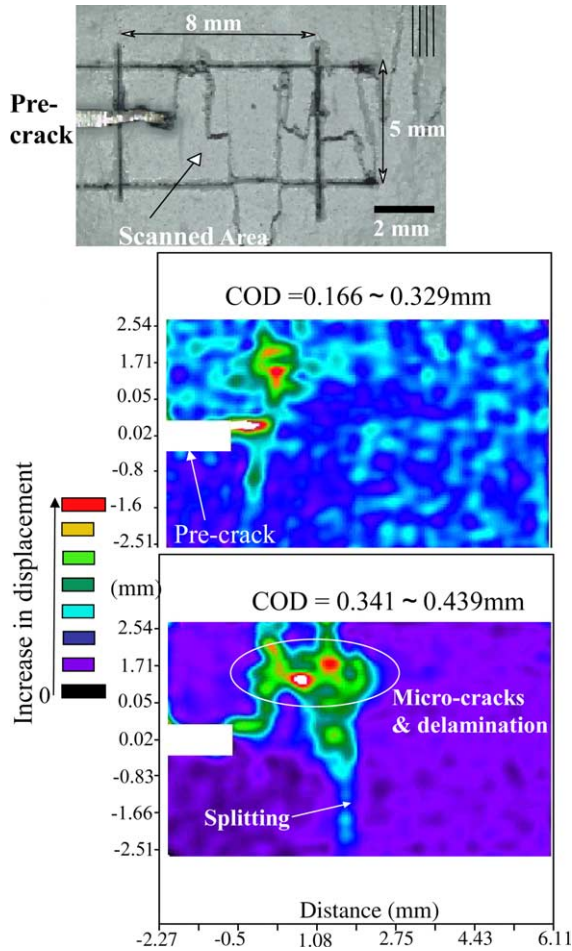 8 mm
Pre-
crack
5 mm
Scanned Area
2 mm
COD =0.166 ~ 0.329mm
2.54
1.71
0.05
0.02
-0.8
-1.6
-2.51
Pre-crack
Increase in displacement
0
(mm)
COD = 0.341 ~ 0.439mm
2.54
1.71
0.05
0.02
-0.83
-1.66
-2.51
Micro-cracks
& delamination
Splitting
Distance (mm)
-2.27 -0.5 1.08 2.75 4.43 6.11